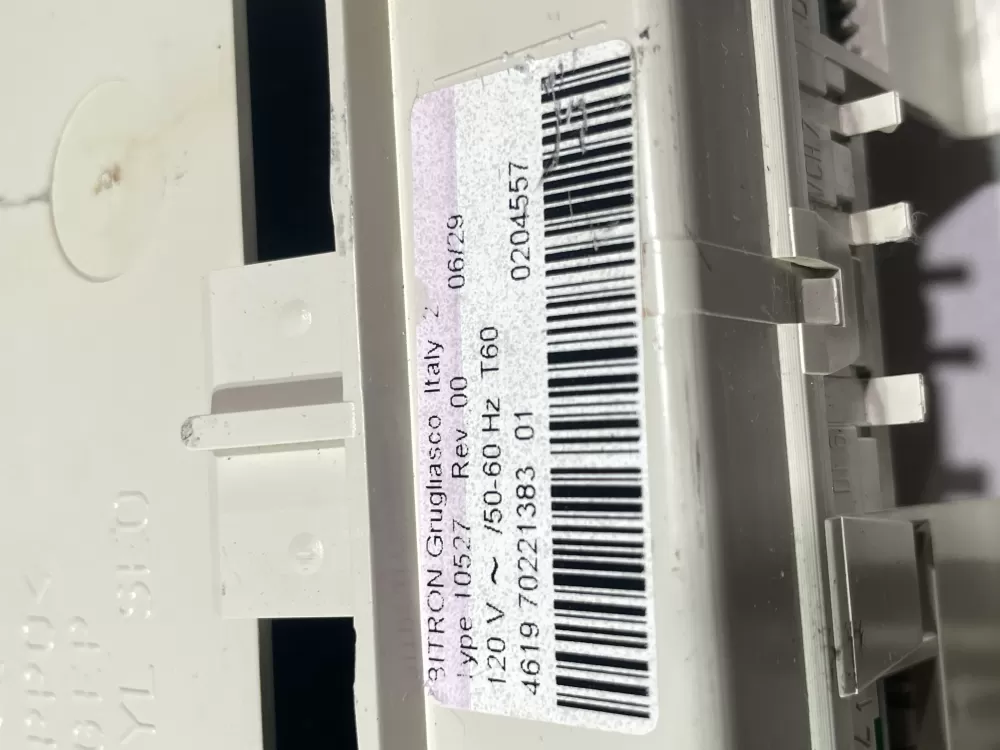 BITRON Grugliasco Italy 2
Type 10527 Rev 00 06/29
120 V ~ /50-60 Hz T60
4619 70221383 01 0204557